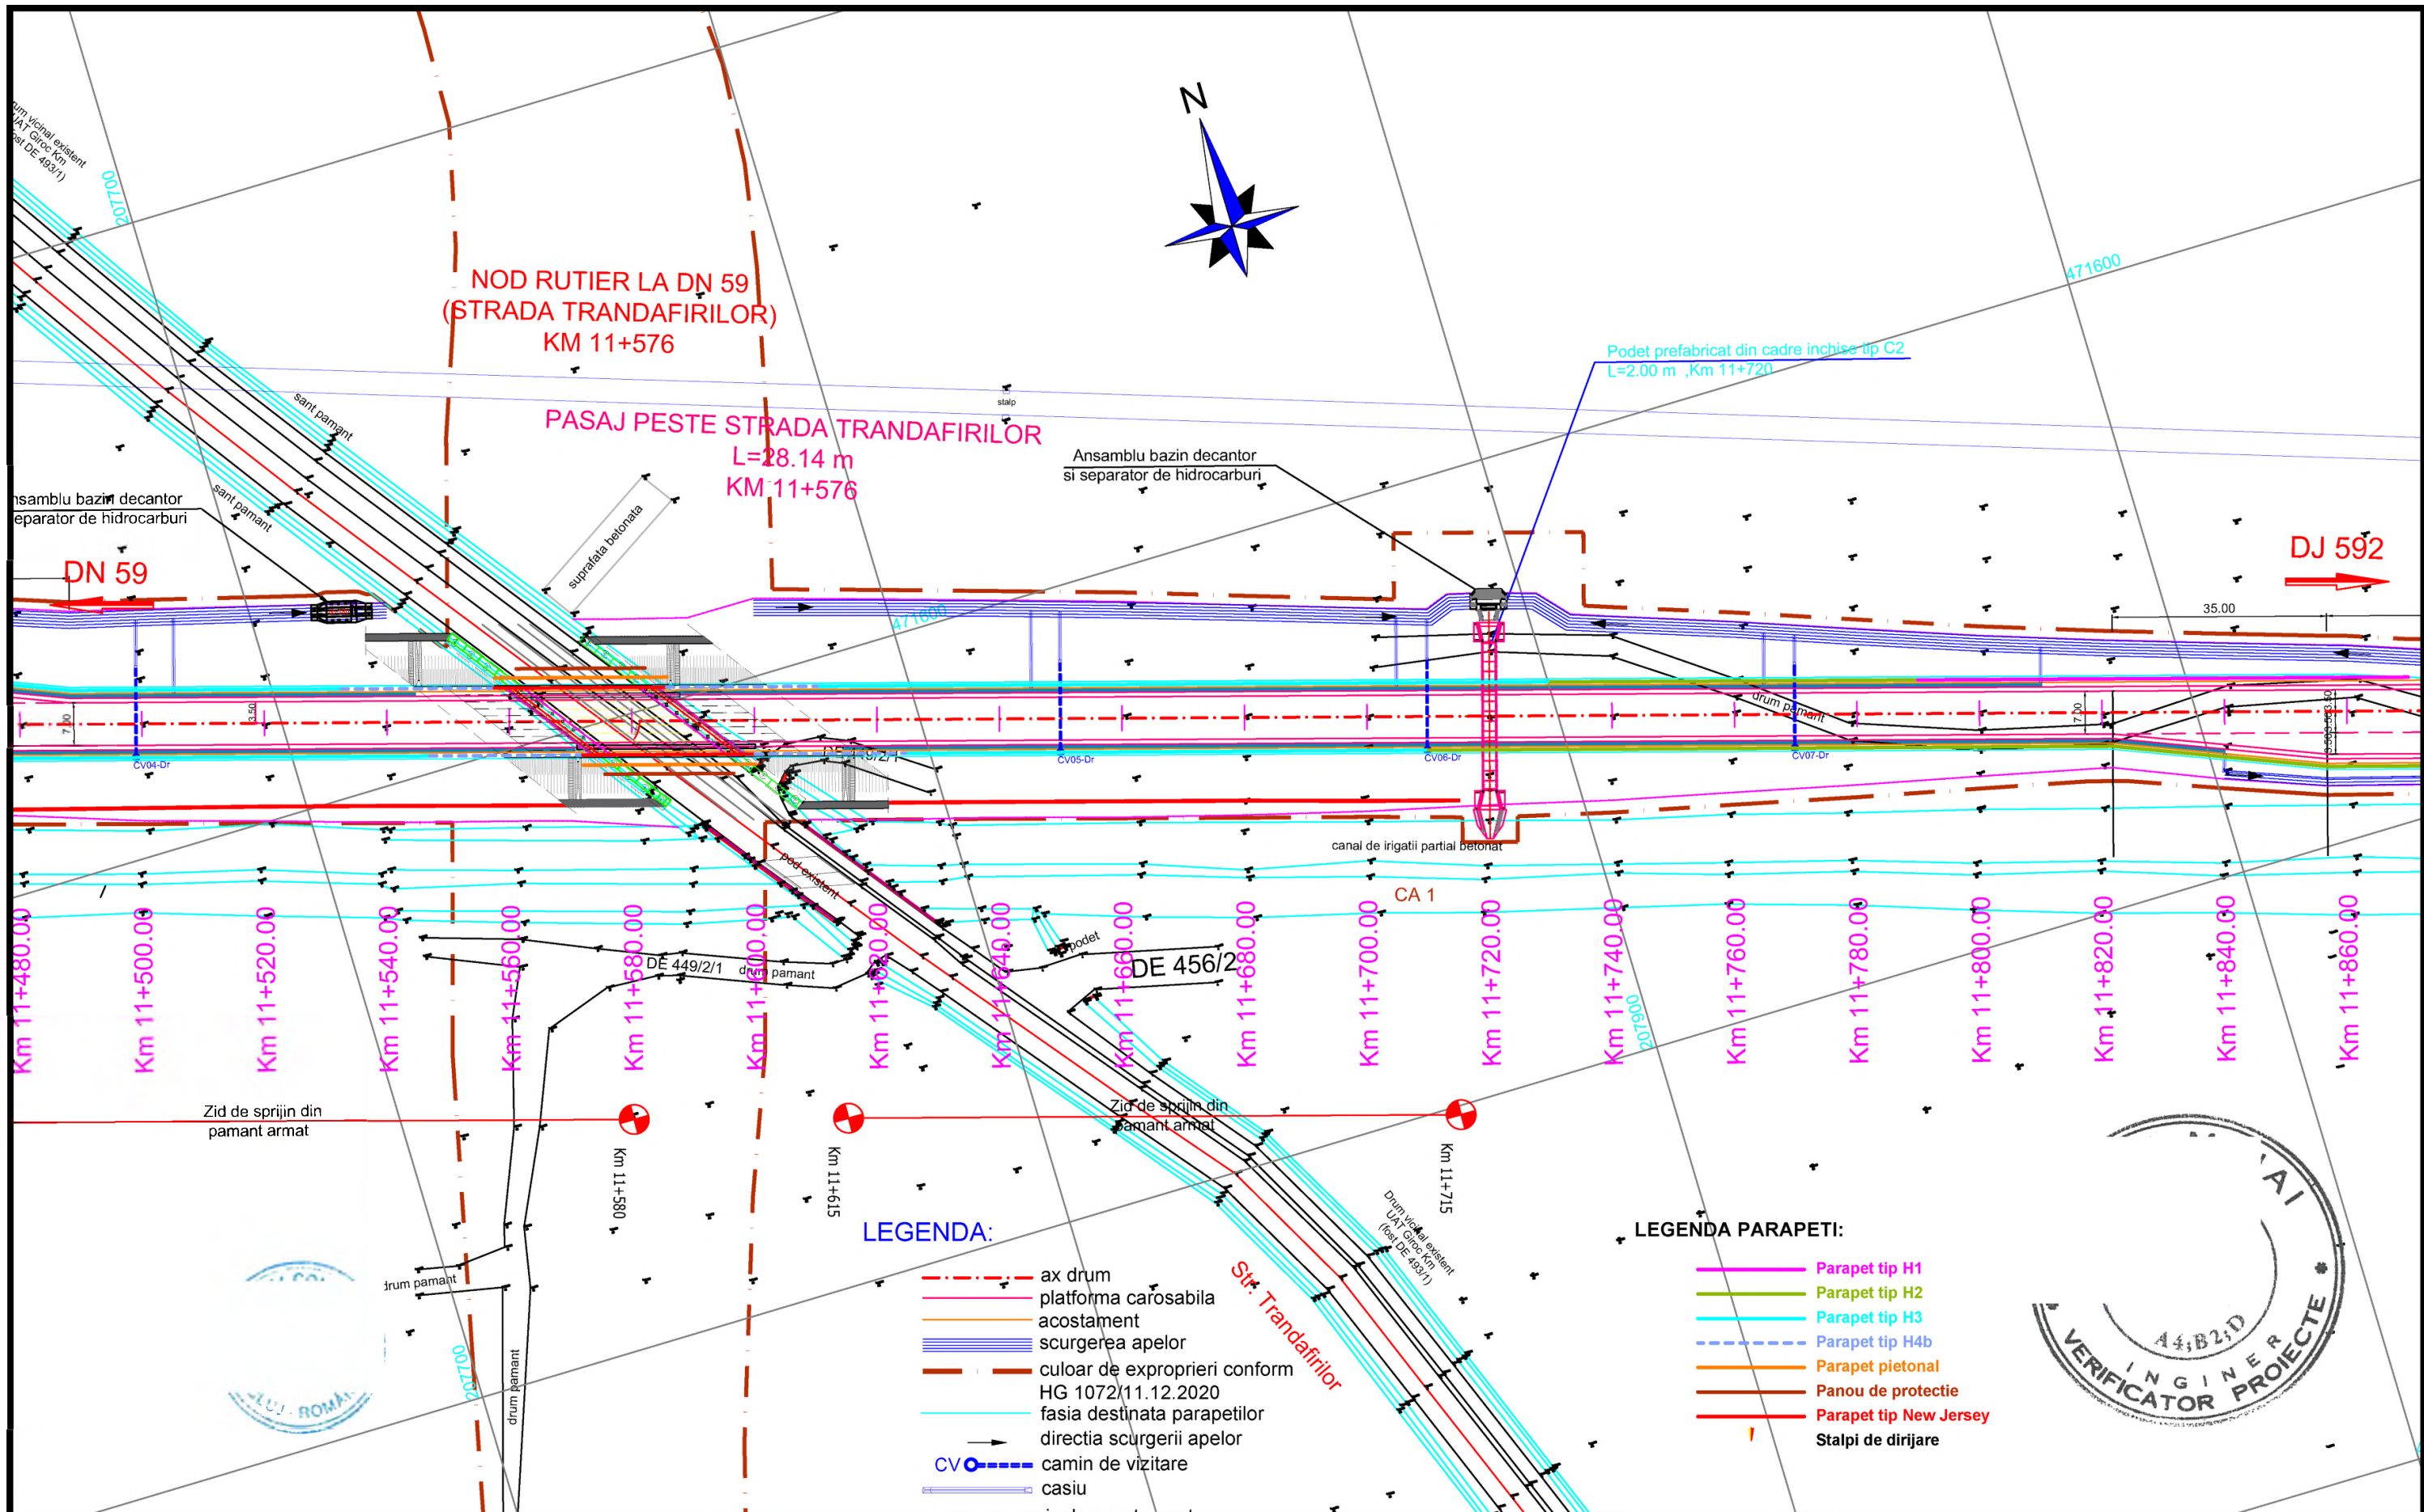 N
UAT Giroc Km
207700
NOD RUTIER LA DN 59
(STRADA TRANDAFIRILOR)
KM 11+576
471600
Podet prefabricat din cadre inchise tip C2
L=2.00 m ,Km 11+720
sant pamant
stalp
PASAJ PESTE STRADA TRANDAFIRILOR
L=28.14 m
KM 11+576
Ansamblu bazin decantor
si separator de hidrocarburi
bazin decantor
de hidrocarburi
sant pamant
suprafata betonata
DN 59
DJ 592
35.00
471600
drum pamant
7.00
3.50
7.00
3.50
CV04-Dr
CV05-Dr
CV06-Dr
CV07-Dr
pod existent
canal de irigatii partial betonat
CA 1
Km 11+480.00
Km 11+500.00
Km 11+520.00
Km 11+540.00
Km 11+560.00
Km 11+580.00
Km 11+600.00
Km 11+620.00
Km 11+640.00
Km 11+660.00
Km 11+680.00
Km 11+700.00
Km 11+720.00
Km 11+740.00
Km 11+760.00
Km 11+780.00
Km 11+800.00
Km 11+820.00
Km 11+840.00
Km 11+860.00
podet
DE 449/2/1
drum pamant
DE 456/2
207900
Zid de sprijin din
pamant armat
Zid de sprijin din
pamant armat
Km 11+580
Km 11+615
Km 11+715
Drum vicinal existent
UAT Giroc Km
(fost DE 493/1)
Str. Trandafirilor
drum pamant
207700
drum pamant
LEGENDA:
ax drum
platforma carosabila
acostament
scurgerea apelor
culoar de exproprieri conform
HG 1072/11.12.2020
fasia destinata parapetilor
directia scurgerii apelor
CV camin de vizitare
casiu
LEGENDA PARAPETI:
Parapet tip H1
Parapet tip H2
Parapet tip H3
Parapet tip H4b
Parapet pietonal
Panou de protectie
Parapet tip New Jersey
Stalpi de dirijare
A4;B2;D
INGINER
VERIFICATOR PROIECTE